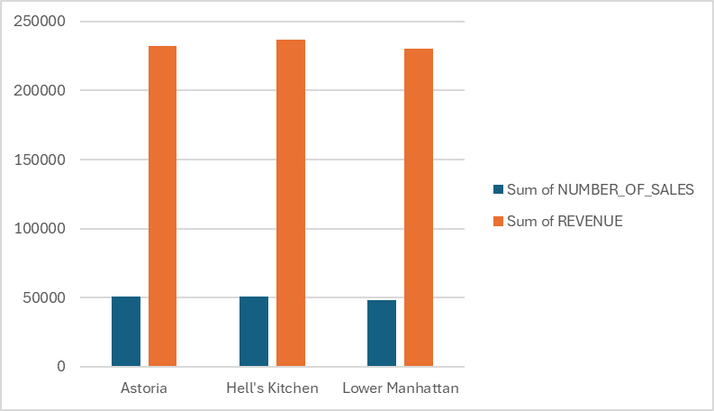 250000
200000
150000
100000
50000
0
Astoria Hell's Kitchen Lower Manhattan
Sum of NUMBER_OF_SALES
Sum of REVENUE